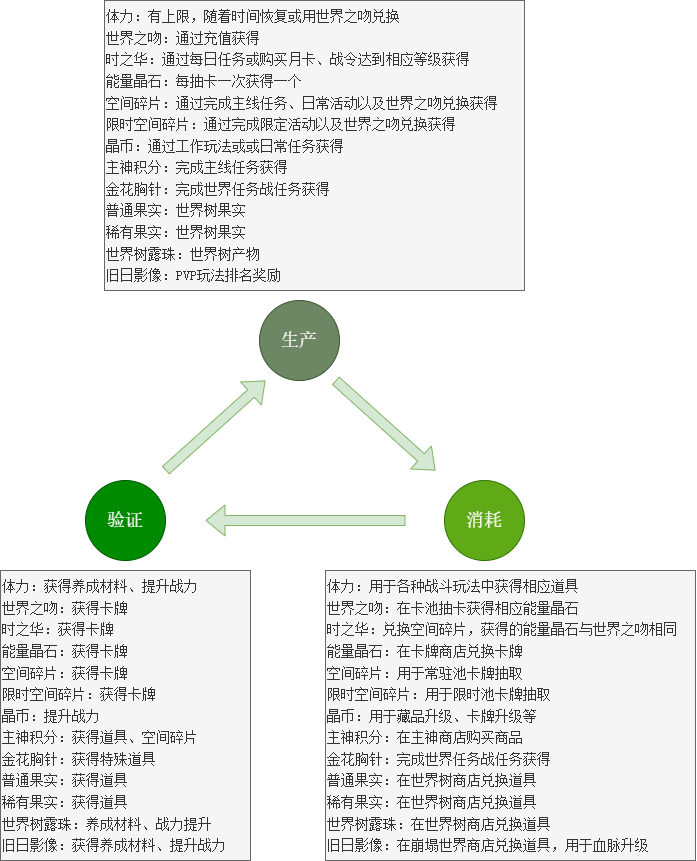 体力：有上限，随着时间恢复或用世界之吻兑换
世界之吻：通过充值获得
时之华：通过每日任务或购买月卡、战令达到相应等级获得
能量晶石：每抽卡一次获得一个
空间碎片：通过完成主线任务、日常活动以及世界之吻兑换获得
限时空间碎片：通过完成限定活动以及世界之吻兑换获得
晶币：通过工作玩法或或日常任务获得
主神积分：完成主线任务获得
金花胸针：完成世界任务战任务获得
普通果实：世界树果实
稀有果实：世界树果实
世界树露珠：世界树产物
旧日影像：PVP玩法排名奖励
生产
验证
消耗
体力：获得养成材料、提升战力
世界之吻：获得卡牌
时之华：获得卡牌
能量晶石：获得卡牌
空间碎片：获得卡牌
限时空间碎片：获得卡牌
晶币：提升战力
主神积分：获得道具、空间碎片
金花胸针：获得特殊道具
普通果实：获得道具
稀有果实：获得道具
世界树露珠：养成材料、战力提升
旧日影像：获得养成材料、提升战力
体力：用于各种战斗玩法中获得相应道具
世界之吻：在卡池抽卡获得相应能量晶石
时之华：兑换空间碎片，获得的能量晶石与世界之吻相同
能量晶石：在卡牌商店兑换卡牌
空间碎片：用于常驻池卡牌抽取
限时空间碎片：用于限时池卡牌抽取
晶币：用于藏品升级、卡牌升级等
主神积分：在主神商店购买商品
金花胸针：完成世界任务战任务获得
普通果实：在世界树商店兑换道具
稀有果实：在世界树商店兑换道具
世界树露珠：在世界树商店兑换道具
旧日影像：在崩塌世界商店兑换道具，用于血脉升级